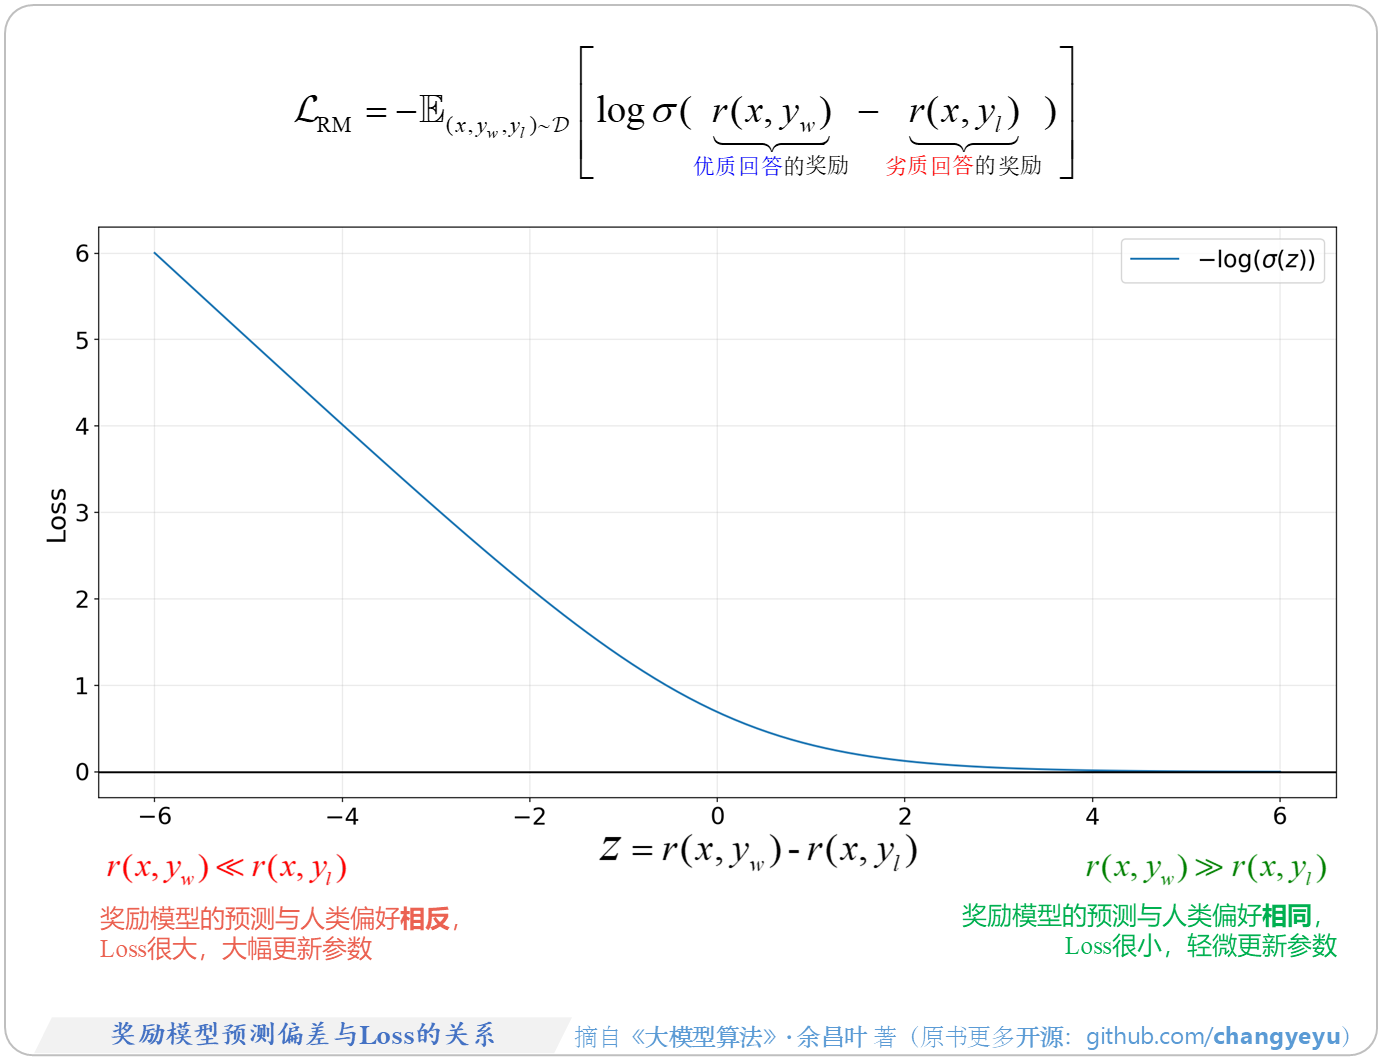 ℒ_RM = −𝔼_(x,y_w,y_l)~𝒟 [ log σ( r(x, y_w) − r(x, y_l) ) ]
优质回答的奖励 劣质回答的奖励
−log(σ(z))
Loss
6
5
4
3
2
1
0
−6 −4 −2 0 2 4 6
z = r(x, y_w) - r(x, y_l)
r(x, y_w) ≪ r(x, y_l)
奖励模型的预测与人类偏好相反，
Loss很大，大幅更新参数
r(x, y_w) ≫ r(x, y_l)
奖励模型的预测与人类偏好相同，
Loss很小，轻微更新参数
奖励模型预测偏差与Loss的关系
摘自《大模型算法》·余昌叶 著（原书更多开源：github.com/changyeyu）